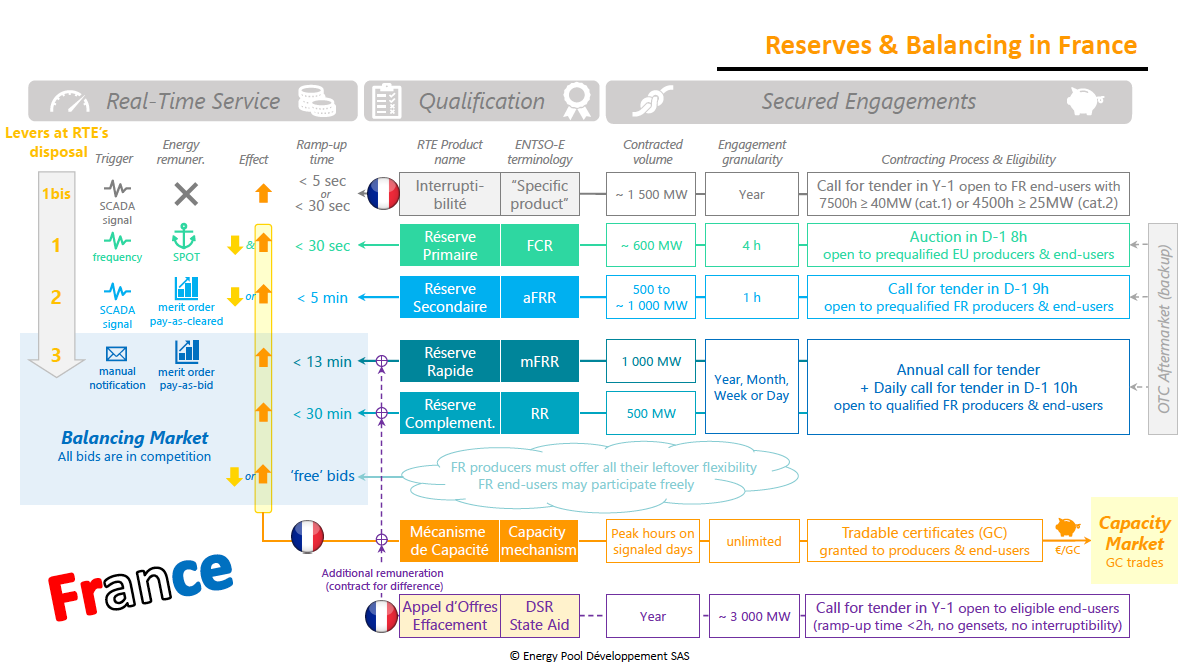 Reserves & Balancing in France
Real-Time Service
Qualification
Secured Engagements
Levers at RTE's
disposal
Trigger
Energy
remuner.
Effect
Ramp-up
time
RTE Product
name
ENTSO-E
terminology
Contracted
volume
Engagement
granularity
Contracting Process & Eligibility
1bis
SCADA
signal
< 5 sec
or
< 30 sec
Interrupti-
bilité
"Specific
product"
~ 1 500 MW
Year
Call for tender in Y-1 open to FR end-users with
7500h ≥ 40MW (cat.1) or 4500h ≥ 25MW (cat.2)
1
frequency
SPOT
&
< 30 sec
Réserve
Primaire
FCR
~ 600 MW
4 h
Auction in D-1 8h
open to prequalified EU producers & end-users
2
SCADA
signal
merit order
pay-as-cleared
or
< 5 min
Réserve
Secondaire
aFRR
500 to
~ 1 000 MW
1 h
Call for tender in D-1 9h
open to prequalified FR producers & end-users
OTC Aftermarket (backup)
3
manual
notification
merit order
pay-as-bid
< 13 min
Réserve
Rapide
mFRR
1 000 MW
Year, Month,
Week or Day
Annual call for tender
+ Daily call for tender in D-1 10h
open to qualified FR producers & end-users
< 30 min
Réserve
Complement.
RR
500 MW
Balancing Market
All bids are in competition
or
'free' bids
FR producers must offer all their leftover flexibility
FR end-users may participate freely
Mécanisme
de Capacité
Capacity
mechanism
Peak hours on
signaled days
unlimited
Tradable certificates (GC)
granted to producers & end-users
€/GC
Capacity
Market
GC trades
France
Additional remuneration
(contract for difference)
Appel d'Offres
Effacement
DSR
State Aid
Year
~ 3 000 MW
Call for tender in Y-1 open to eligible end-users
(ramp-up time <2h, no gensets, no interruptibility)
© Energy Pool Développement SAS